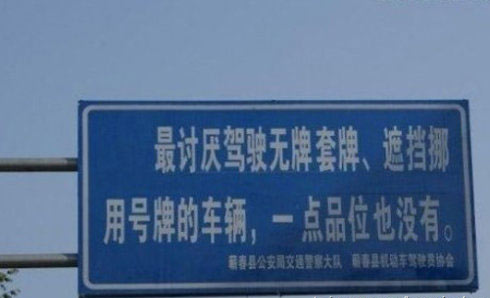 最讨厌驾驶无牌套牌、遮挡挪
用号牌的车辆，一点品位也没有。
蕲春县公安局交通警察大队 蕲春县机动车驾驶员协会